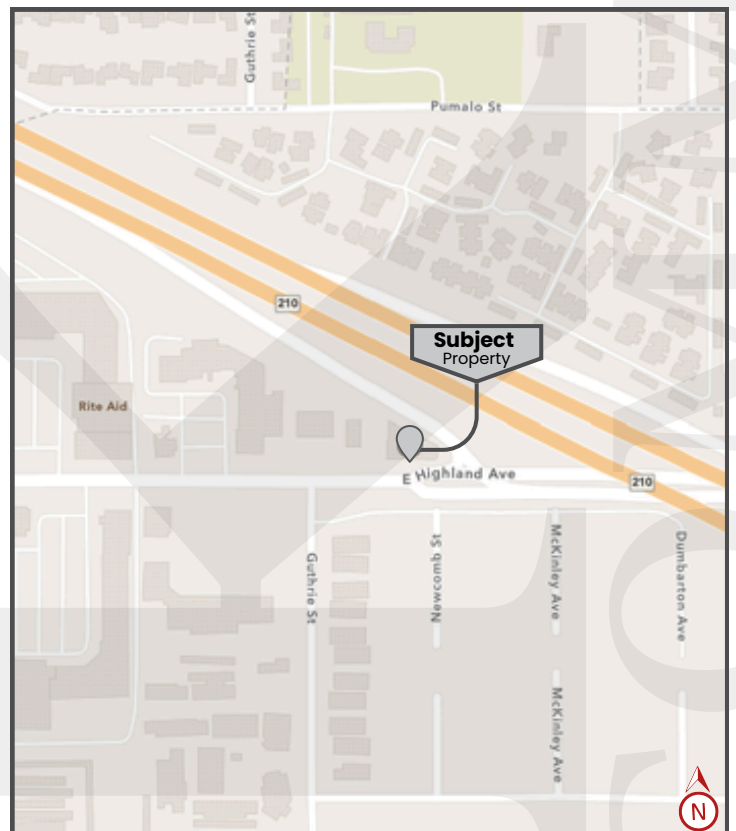 Guthrie St
Pumalo St
210
Subject
Property
Rite Aid
E Highland Ave
210
Guthrie St
Newcomb St
McKinley Ave
Dumbarton Ave
McKinley Ave
N